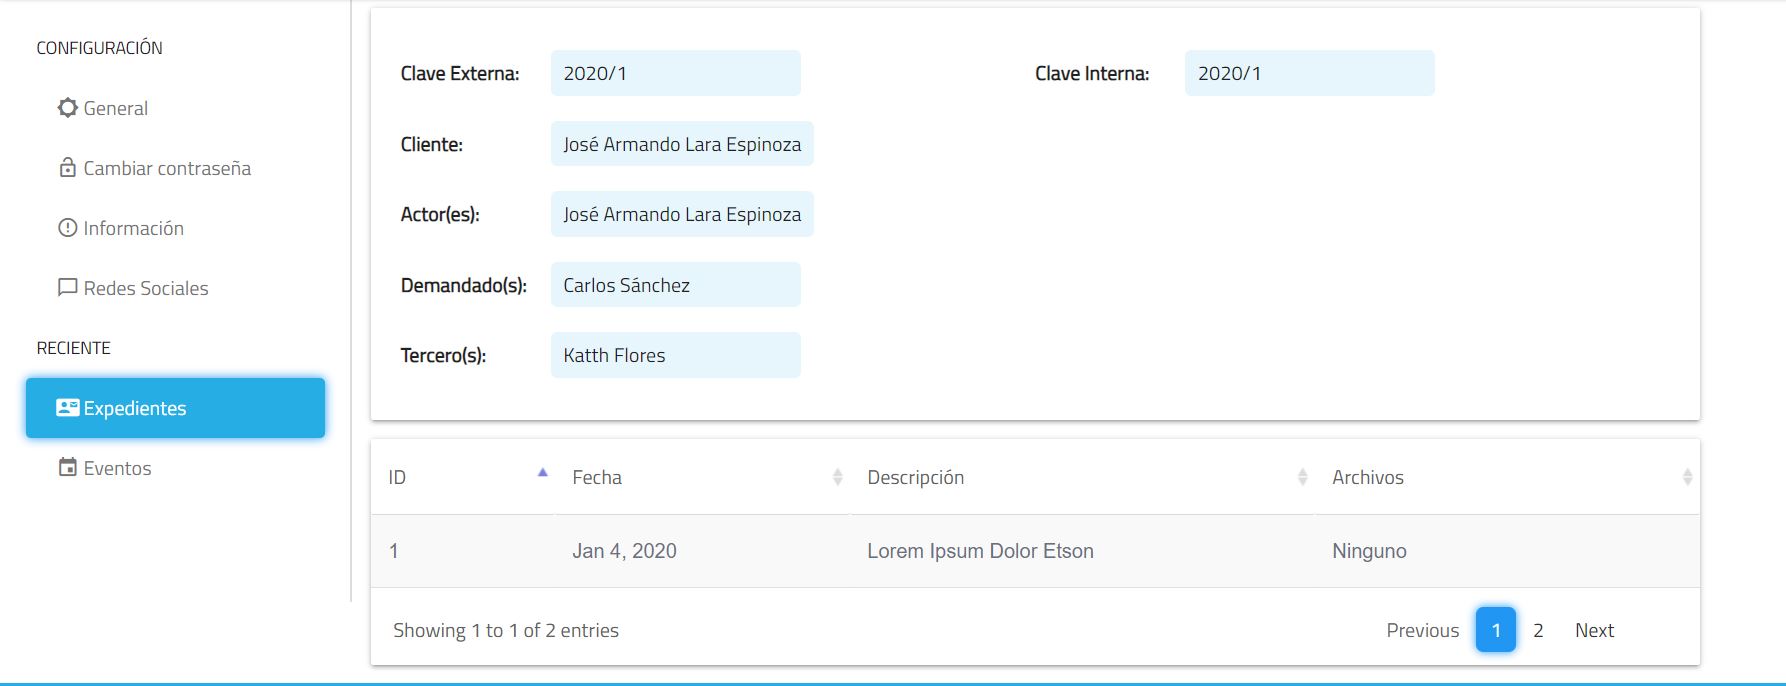 CONFIGURACIÓN
General
Cambiar contraseña
Información
Redes Sociales
RECIENTE
Expedientes
Eventos
Clave Externa: 2020/1 Clave Interna: 2020/1
Cliente: José Armando Lara Espinoza
Actor(es): José Armando Lara Espinoza
Demandado(s): Carlos Sánchez
Tercero(s): Katth Flores
ID Fecha Descripción Archivos
1 Jan 4, 2020 Lorem Ipsum Dolor Etson Ninguno
Showing 1 to 1 of 2 entries Previous 1 2 Next